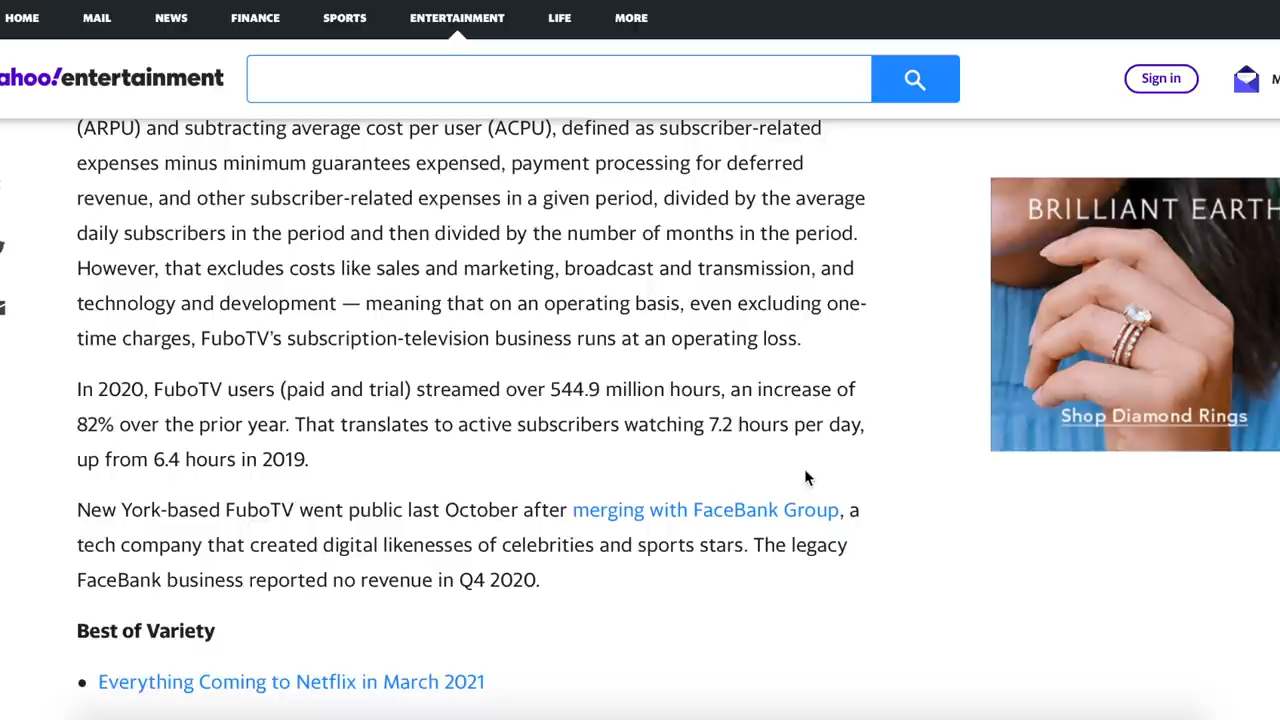 HOME MAIL NEWS FINANCE SPORTS ENTERTAINMENT LIFE MORE
ahoo!entertainment
Sign in
M
(ARPU) and subtracting average cost per user (ACPU), defined as subscriber-related
expenses minus minimum guarantees expensed, payment processing for deferred
revenue, and other subscriber-related expenses in a given period, divided by the average
daily subscribers in the period and then divided by the number of months in the period.
However, that excludes costs like sales and marketing, broadcast and transmission, and
technology and development — meaning that on an operating basis, even excluding one-
time charges, FuboTV’s subscription-television business runs at an operating loss.
In 2020, FuboTV users (paid and trial) streamed over 544.9 million hours, an increase of
82% over the prior year. That translates to active subscribers watching 7.2 hours per day,
up from 6.4 hours in 2019.
New York-based FuboTV went public last October after merging with FaceBank Group, a
tech company that created digital likenesses of celebrities and sports stars. The legacy
FaceBank business reported no revenue in Q4 2020.
Best of Variety
• Everything Coming to Netflix in March 2021
BRILLIANT EARTH
Shop Diamond Rings